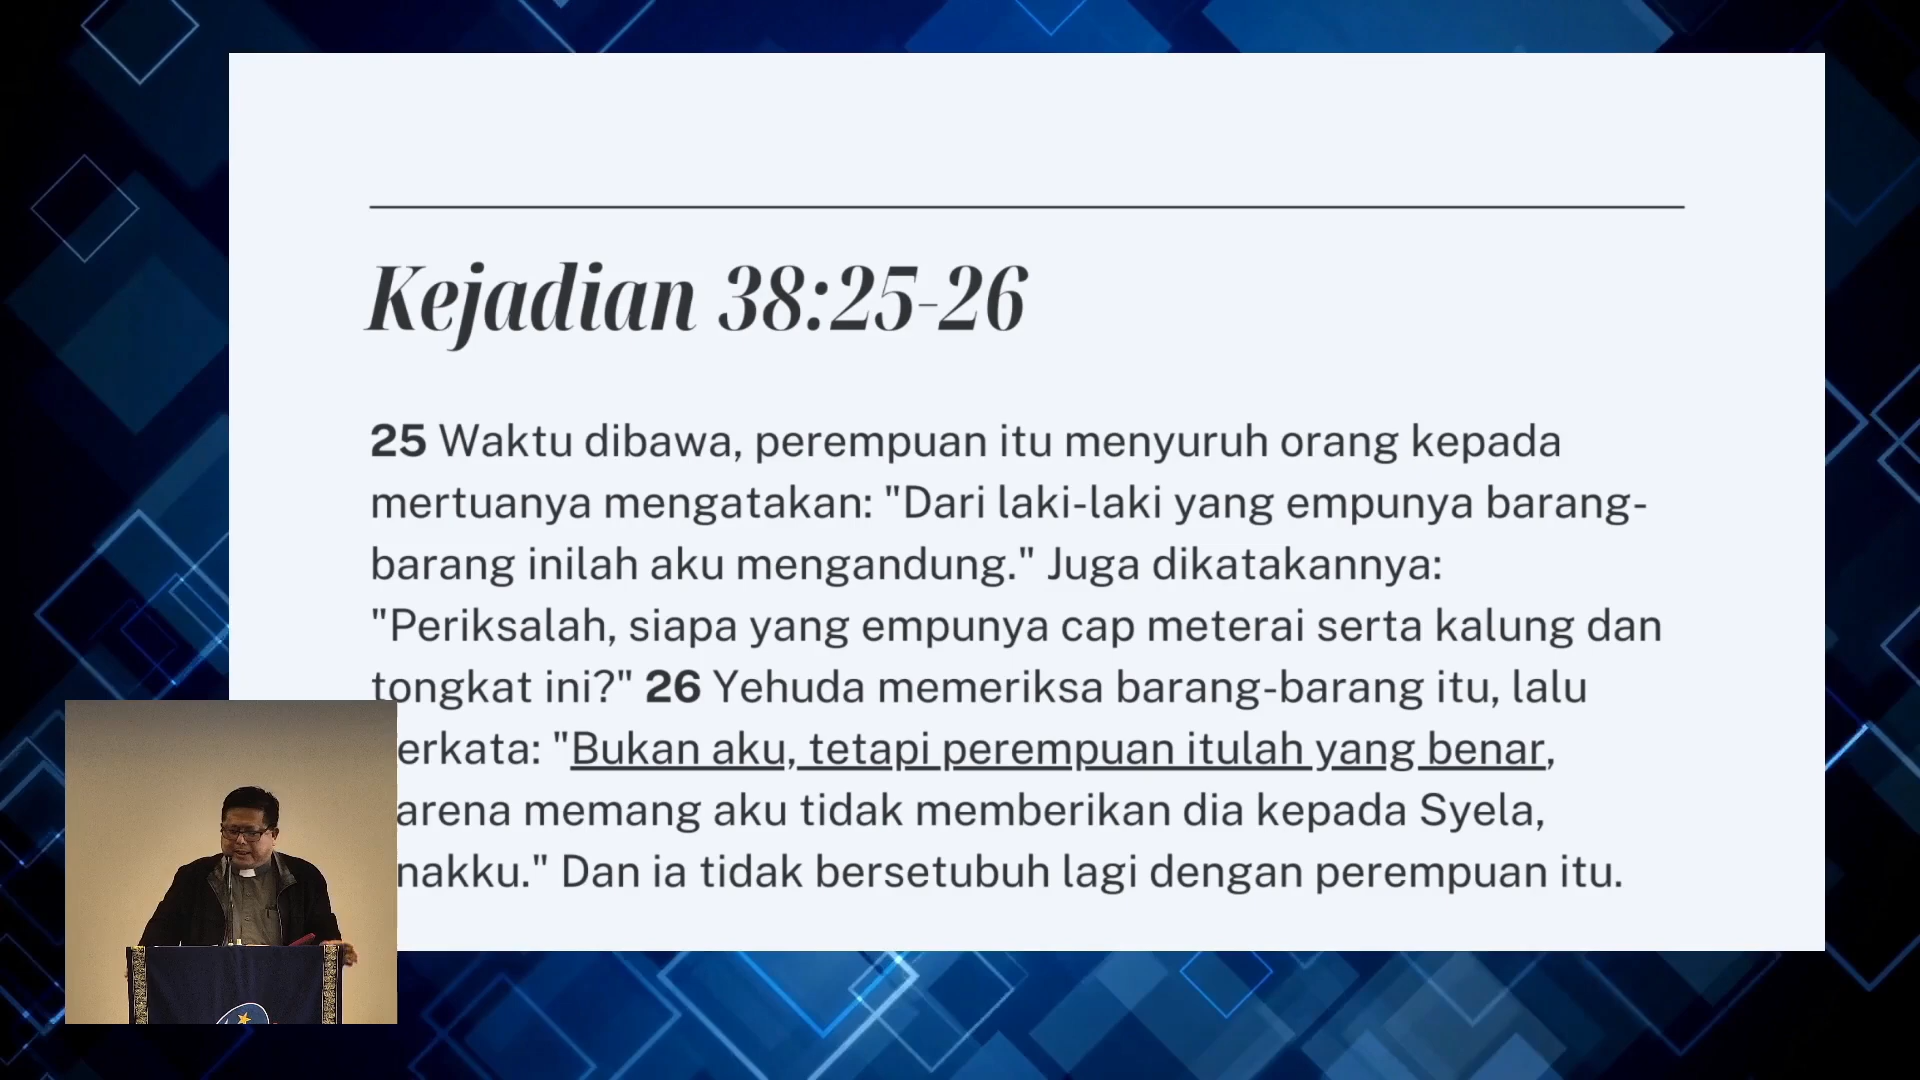 Kejadian 38:25-26
25 Waktu dibawa, perempuan itu menyuruh orang kepada
mertuanya mengatakan: "Dari laki-laki yang empunya barang-
barang inilah aku mengandung." Juga dikatakannya:
"Periksalah, siapa yang empunya cap meterai serta kalung dan
tongkat ini?" 26 Yehuda memeriksa barang-barang itu, lalu
erkata: "Bukan aku, tetapi perempuan itulah yang benar,
arena memang aku tidak memberikan dia kepada Syela,
nakku." Dan ia tidak bersetubuh lagi dengan perempuan itu.